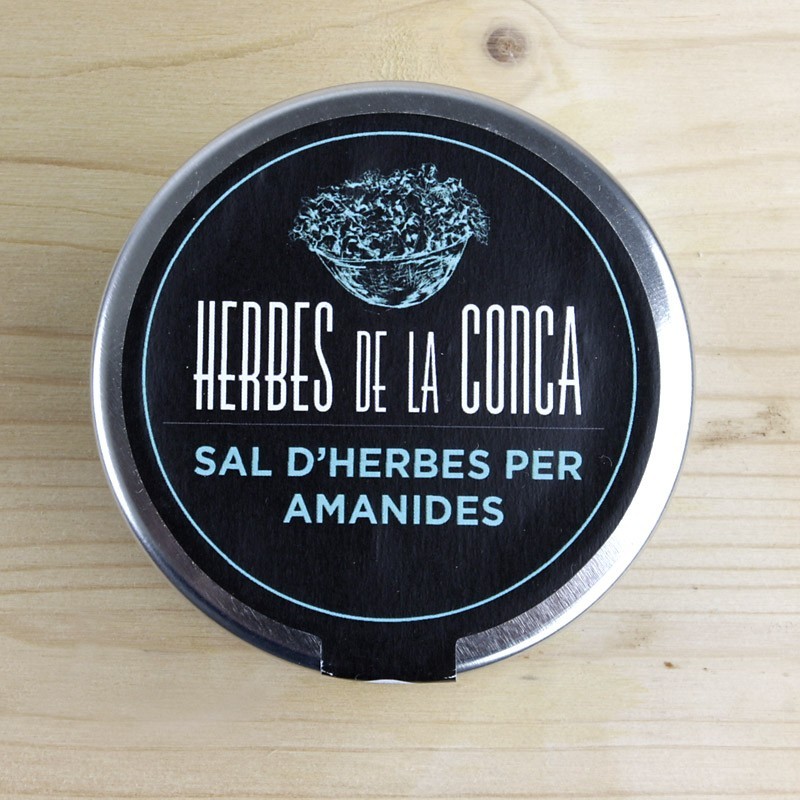 HERBES DE LA CONCA
SAL D'HERBES PER
AMANIDES